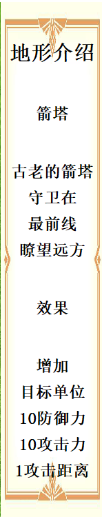 地形介绍
箭塔
古老的箭塔
守卫在
最前线
瞭望远方
效果
增加
目标单位
10防御力
10攻击力
1攻击距离